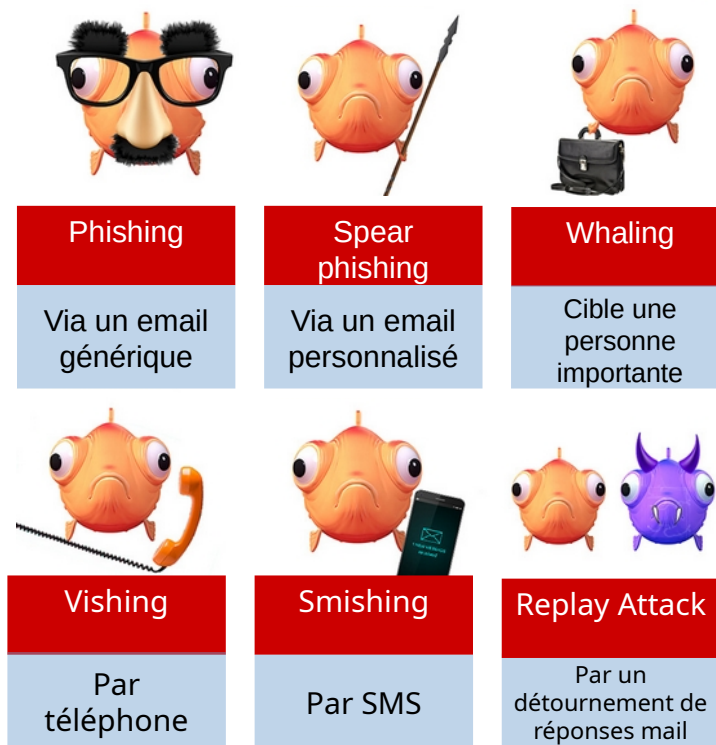 Phishing
Spear
phishing
Whaling
Via un email
générique
Via un email
personnalisé
Cible une
personne
importante
Vishing
Smishing
Replay Attack
Par
téléphone
Par SMS
Par un
détournement de
réponses mail